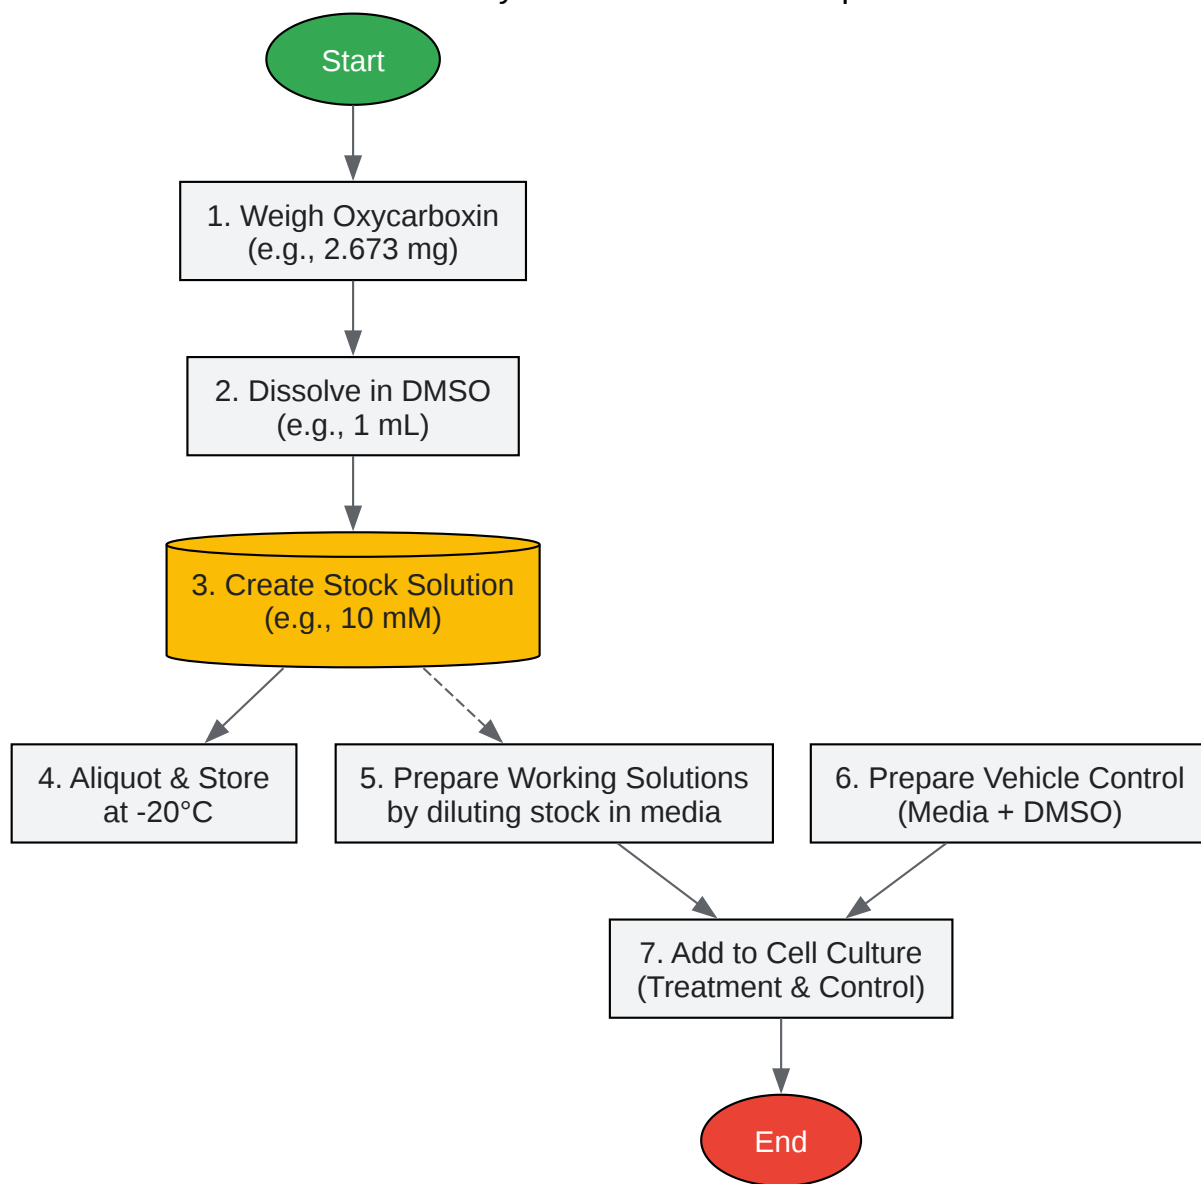 Start
1. Weigh Oxycarboxin
(e.g., 2.673 mg)
2. Dissolve in DMSO
(e.g., 1 mL)
3. Create Stock Solution
(e.g., 10 mM)
4. Aliquot & Store
at -20°C
5. Prepare Working Solutions
by diluting stock in media
6. Prepare Vehicle Control
(Media + DMSO)
7. Add to Cell Culture
(Treatment & Control)
End